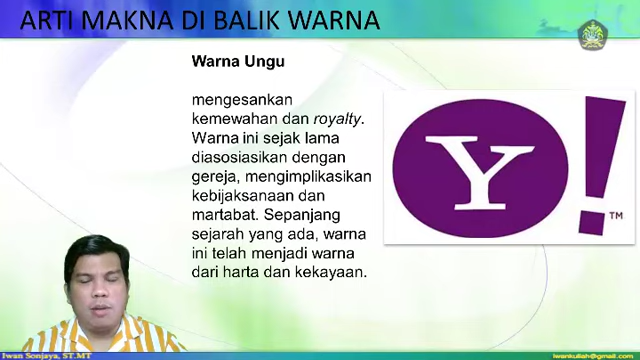 ARTI MAKNA DI BALIK WARNA
Warna Ungu
mengesankan
kemewahan dan royalty.
Warna ini sejak lama
diasosiasikan dengan
gereja, mengimplikasikan
kebijaksanaan dan
martabat. Sepanjang
sejarah yang ada, warna
ini telah menjadi warna
dari harta dan kekayaan.
Y!
TM
Iwan Sonjaya, ST.MT
iwankuliah@gmail.com